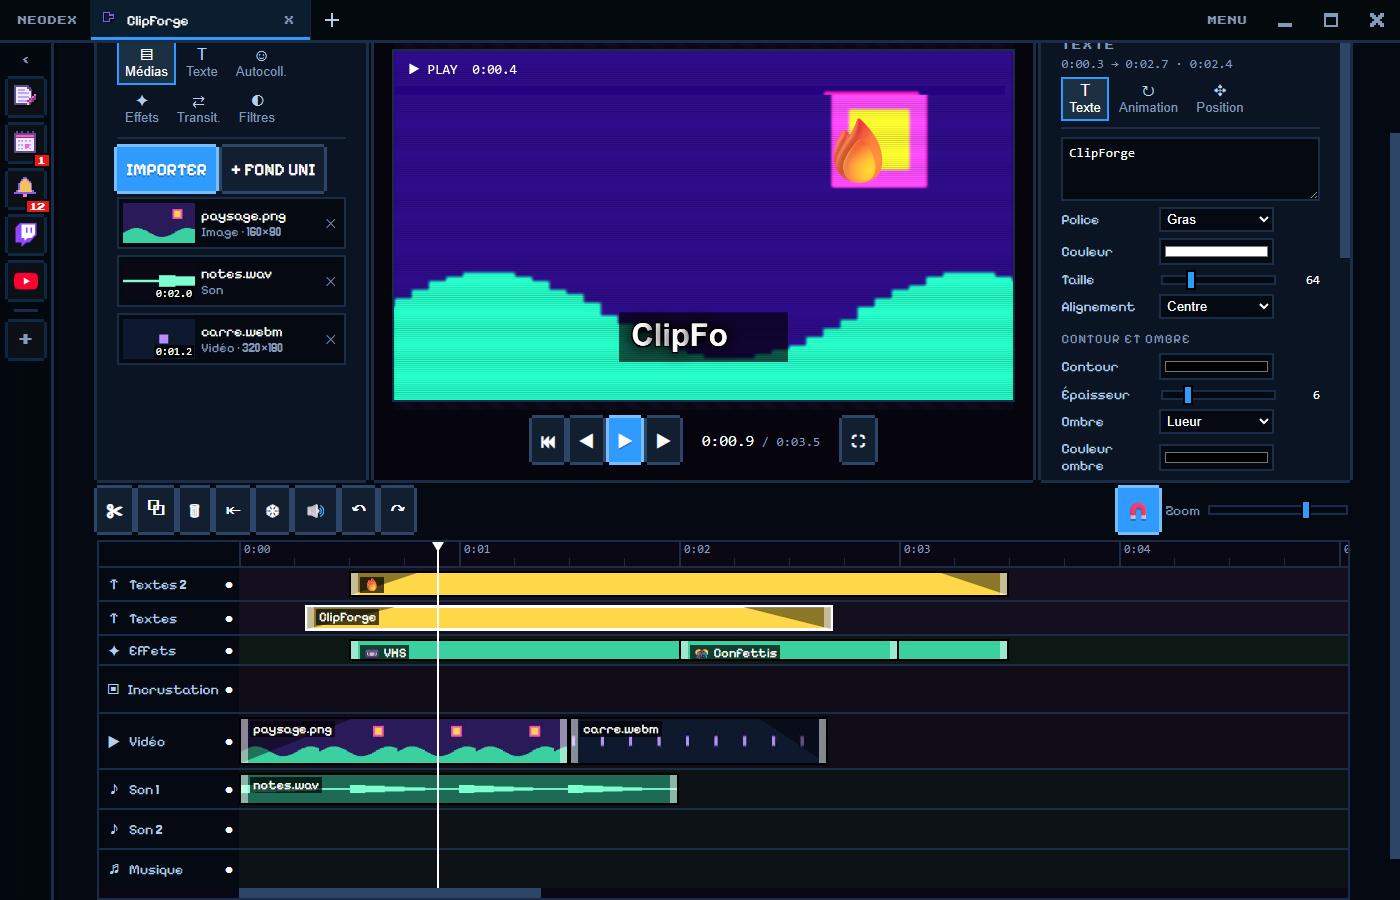 NEODEX
ClipForge
MENU
Médias
Texte
Autocoll.
Effets
Transit.
Filtres
IMPORTER
+ FOND UNI
paysage.png
Image · 160×90
notes.wav
Son
0:02.0
carre.webm
Vidéo · 320×180
0:01.2
1
12
PLAY 0:00.4
ClipFo
0:00.9 / 0:03.5
TEXTE
0:00.3 → 0:02.7 · 0:02.4
Texte
Animation
Position
ClipForge
Police
Gras
Couleur
Taille
64
Alignement
Centre
CONTOUR ET OMBRE
Contour
Épaisseur
6
Ombre
Lueur
Couleur ombre
Zoom
0:00
0:01
0:02
0:03
0:04
Textes 2
Textes
ClipForge
Effets
VHS
Confettis
Incrustation
Vidéo
paysage.png
carre.webm
Son 1
notes.wav
Son 2
Musique